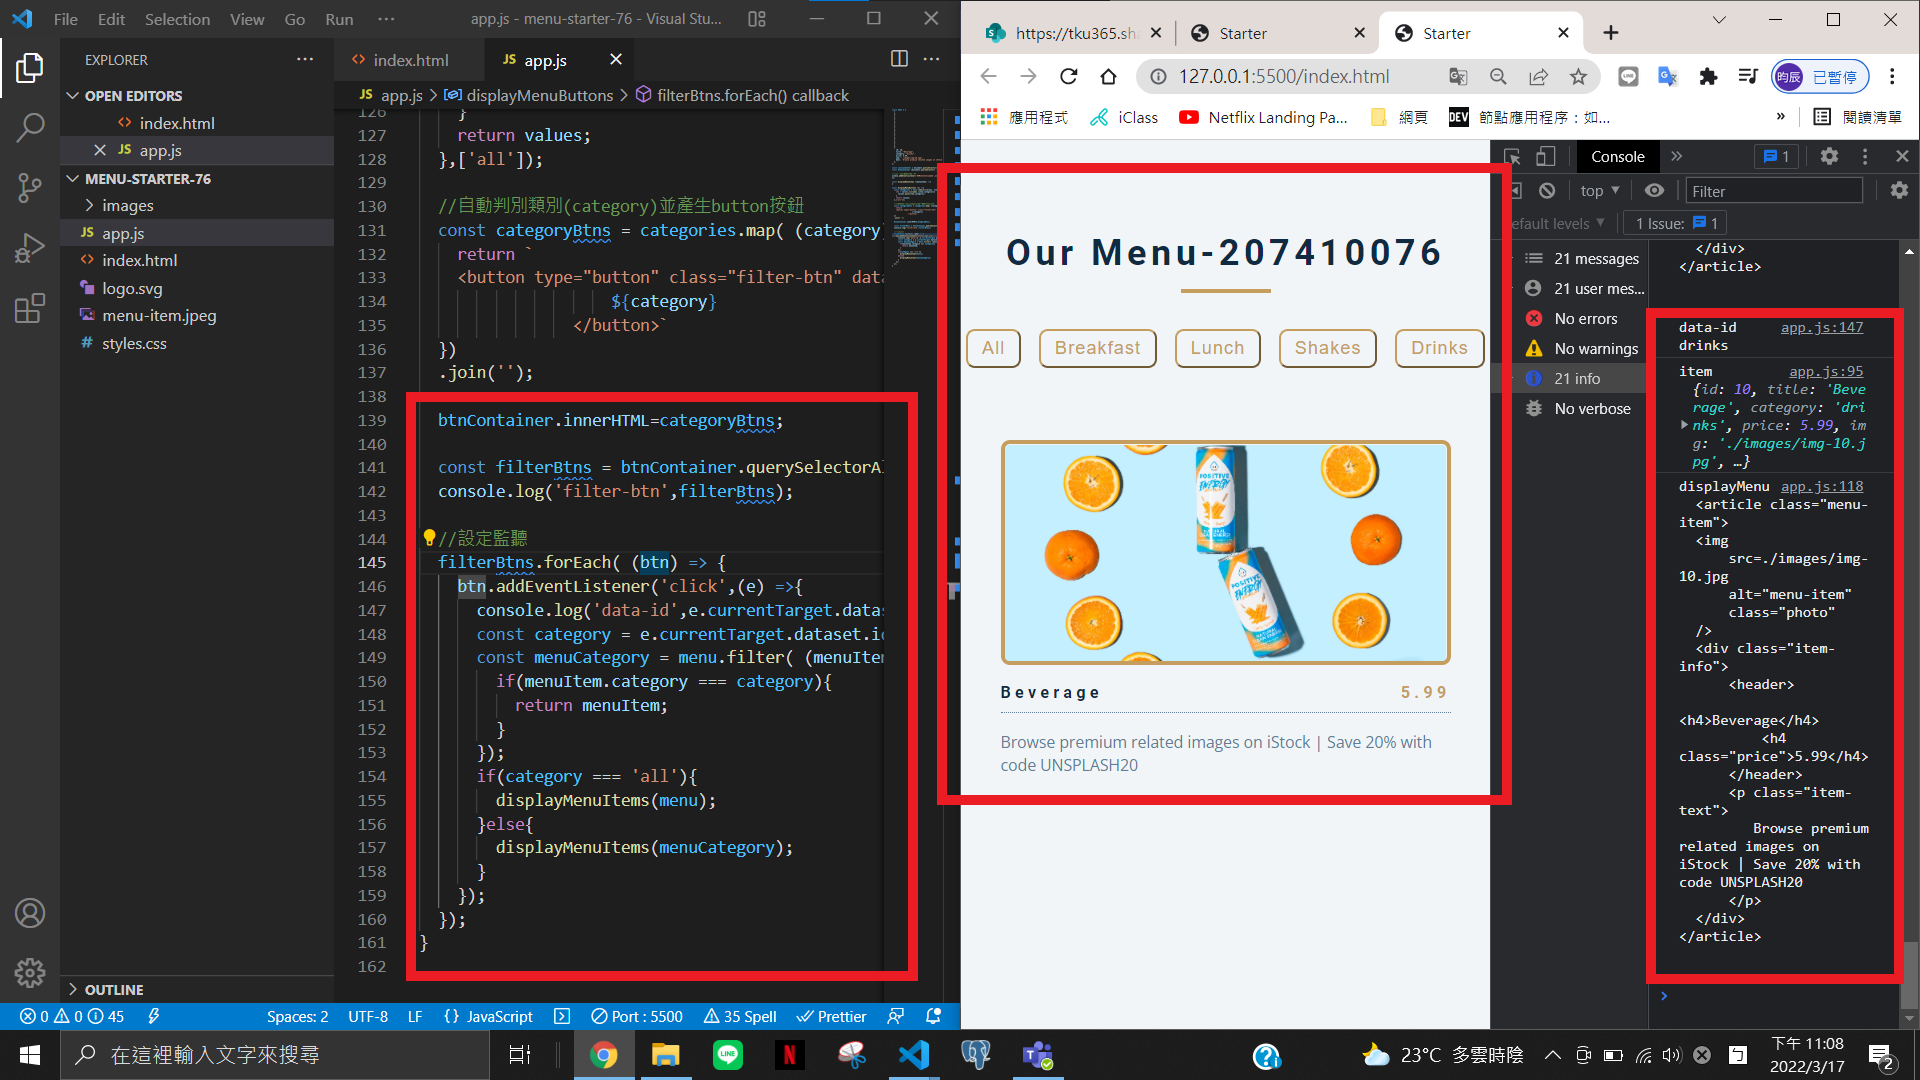 File Edit Selection View Go Run ··· app.js - menu-starter-76 - Visual Stu...
EXPLORER ···
OPEN EDITORS
index.html
JS app.js
MENU-STARTER-76
images
JS app.js
index.html
logo.svg
menu-item.jpeg
# styles.css
OUTLINE
index.html JS app.js ···
JS app.js > displayMenuButtons > filterBtns.forEach() callback
126 }
127 return values;
128 },['all']);
129
130 //自動判別類別(category)並產生button按鈕
131 const categoryBtns = categories.map( (category
132 return `
133 <button type="button" class="filter-btn" dat
134 ${category}
135 </button>`
136 })
137 .join('');
138
139 btnContainer.innerHTML=categoryBtns;
140
141 const filterBtns = btnContainer.querySelectorAl
142 console.log('filter-btn',filterBtns);
143
144 //設定監聽
145 filterBtns.forEach( (btn) => {
146 btn.addEventListener('click',(e) =>{
147 console.log('data-id',e.currentTarget.datas
148 const category = e.currentTarget.dataset.id
149 const menuCategory = menu.filter( (menuItem
150 if(menuItem.category === category){
151 return menuItem;
152 }
153 });
154 if(category === 'all'){
155 displayMenuItems(menu);
156 }else{
157 displayMenuItems(menuCategory);
158 }
159 });
160 });
161 }
162
0 0 45 Spaces: 2 UTF-8 LF {} JavaScript Port : 5500 35 Spell Prettier
https://tku365.sha Starter Starter
127.0.0.1:5500/index.html 昀辰 已暫停
應用程式 iClass Netflix Landing Pa... 網頁 DEV 節點應用程序：如... » 閱讀清單
Our Menu-207410076
All Breakfast Lunch Shakes Drinks
POSITIVE ENERGY
POSITIVE ENERGY
Beverage 5.99
Browse premium related images on iStock | Save 20% with
code UNSPLASH20
Console » 1
top Filter
efault levels 1 Issue: 1
21 messages
21 user mes...
No errors
No warnings
21 info
No verbose
</div>
</article>
data-id app.js:147
drinks
item app.js:95
{id: 10, title: 'Beve
rage', category: 'dri
nks', price: 5.99, im
g: './images/img-10.j
pg', …}
displayMenu app.js:118
<article class="menu-
item">
<img
src=./images/img-
10.jpg
alt="menu-item"
class="photo"
/>
<div class="item-
info">
<header>
<h4>Beverage</h4>
<h4
class="price">5.99</h4>
</header>
<p class="item-
text">
Browse premium
related images on
iStock | Save 20% with
code UNSPLASH20
</p>
</div>
</article>
在這裡輸入文字來搜尋 LINE N 23°C 多雲時陰 ㄅ 下午 11:08
2022/3/17 2